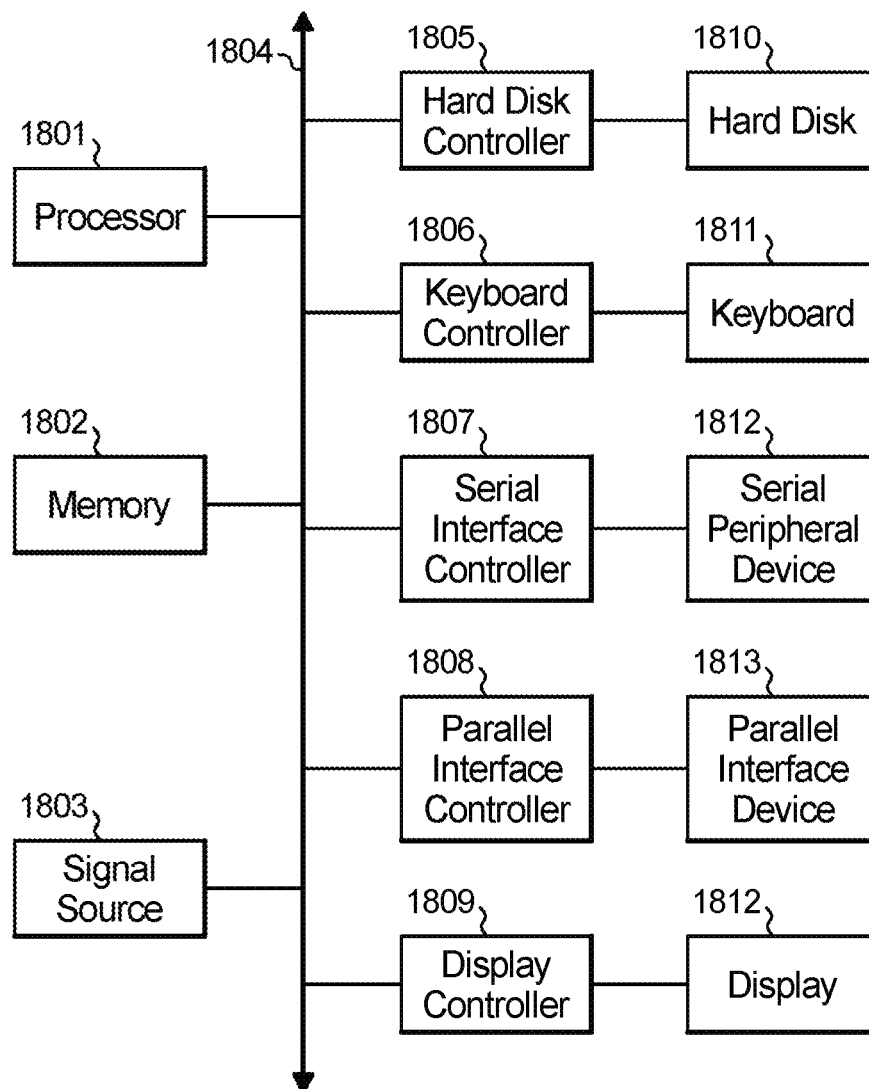 1804
1805
1810
Hard Disk
Controller
Hard Disk
1801
Processor
1806
1811
Keyboard
Controller
Keyboard
1802
Memory
1807
1812
Serial
Interface
Controller
Serial
Peripheral
Device
1808
1813
Parallel
Interface
Controller
Parallel
Interface
Device
1803
Signal
Source
1809
1812
Display
Controller
Display